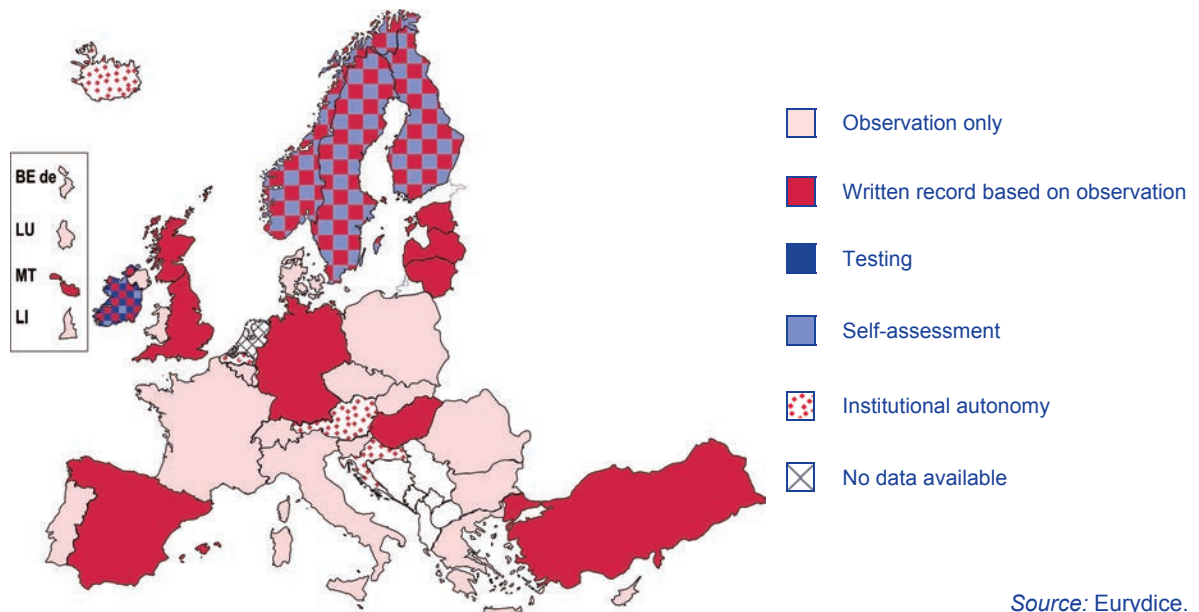 BE de
LU
MT
LI
Observation only
Written record based on observation
Testing
Self-assessment
Institutional autonomy
No data available
Source: Eurydice.